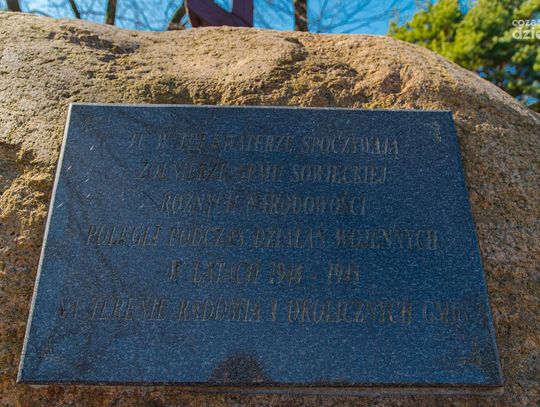 TU W TEJ KWATERZE SPOCZYWAJĄ
ŻOŁNIERZE ARMII SOWIECKIEJ
RÓŻNYCH NARODOWOŚCI
POLEGLI PODCZAS DZIAŁAŃ WOJENNYCH
W LATACH 1944 - 1945
NA TERENIE RADOMIA I OKOLICZNYCH GMIN